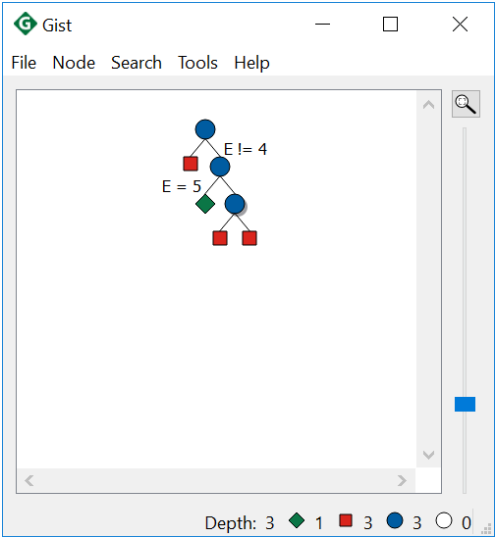 Gist
File Node Search Tools Help
E != 4
E = 5
Depth: 3 1 3 3 0